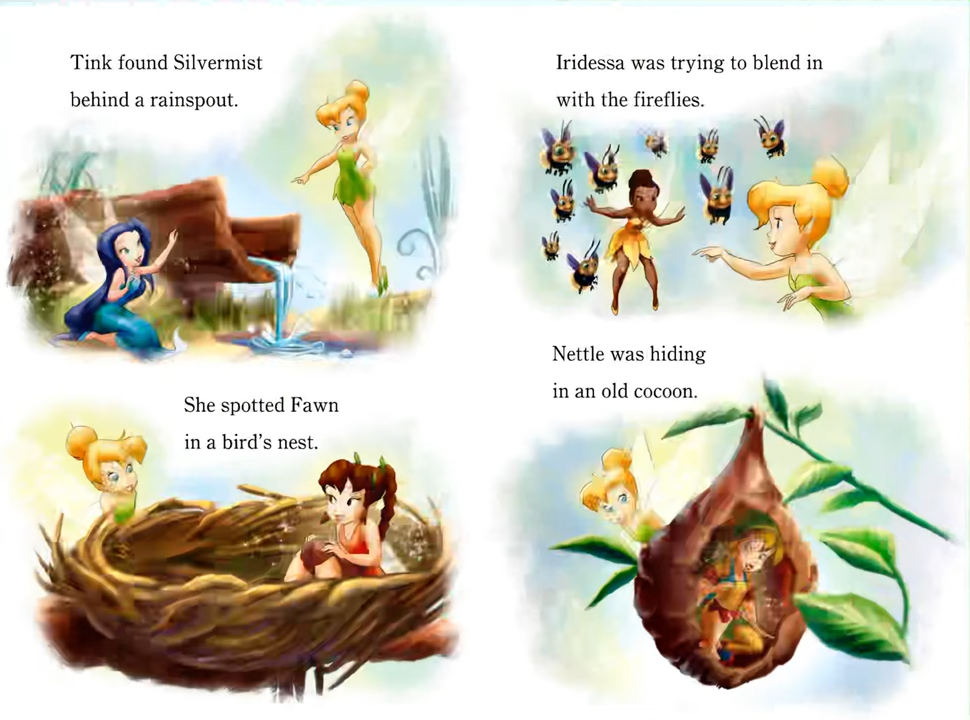 Tink found Silvermist
behind a rainspout.
She spotted Fawn
in a bird's nest.
Iridessa was trying to blend in
with the fireflies.
Nettle was hiding
in an old cocoon.